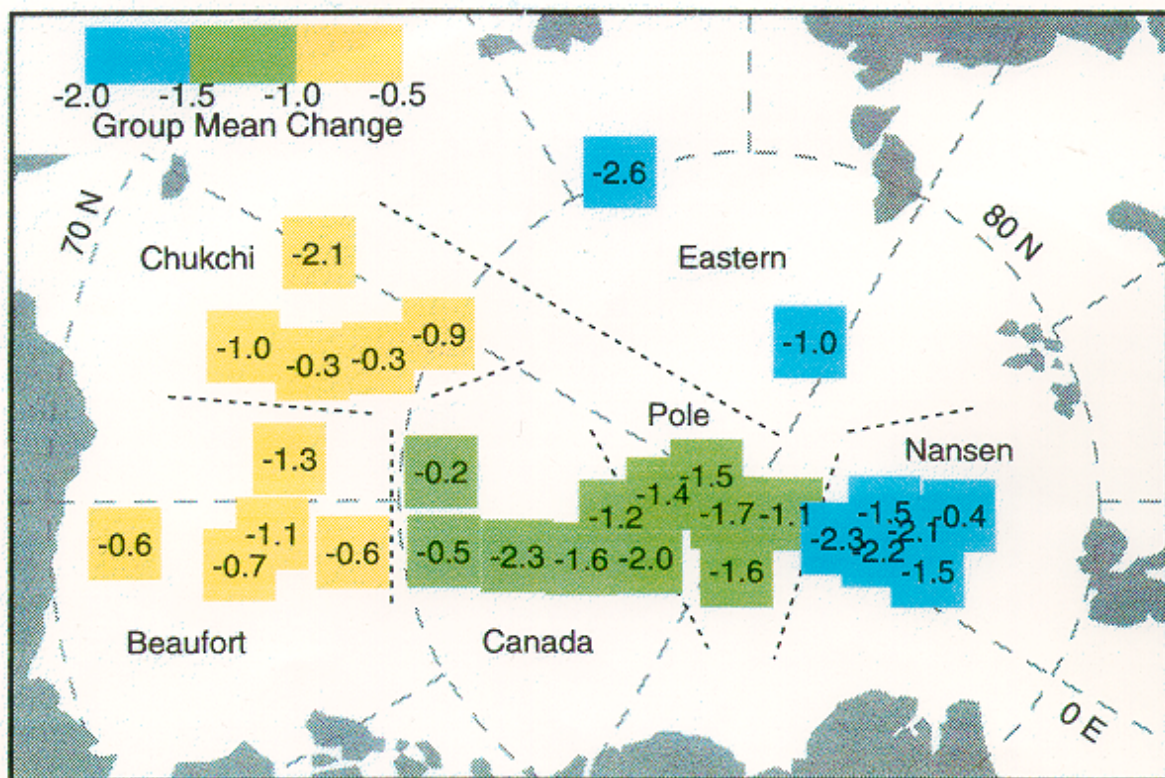 -2.0 -1.5 -1.0 -0.5
Group Mean Change
-2.6
70 N
80 N
Chukchi
-2.1
Eastern
-1.0
-0.3
-0.3
-0.9
-1.0
Pole
Nansen
-1.3
-0.2
-1.5
-1.4
-1.2
-1.7
-1.1
-1.5
-0.4
-2.1
-2.3
-2.2
-1.5
-0.6
-1.1
-0.7
-0.6
-0.5
-2.3
-1.6
-2.0
-1.6
Beaufort
Canada
0 E